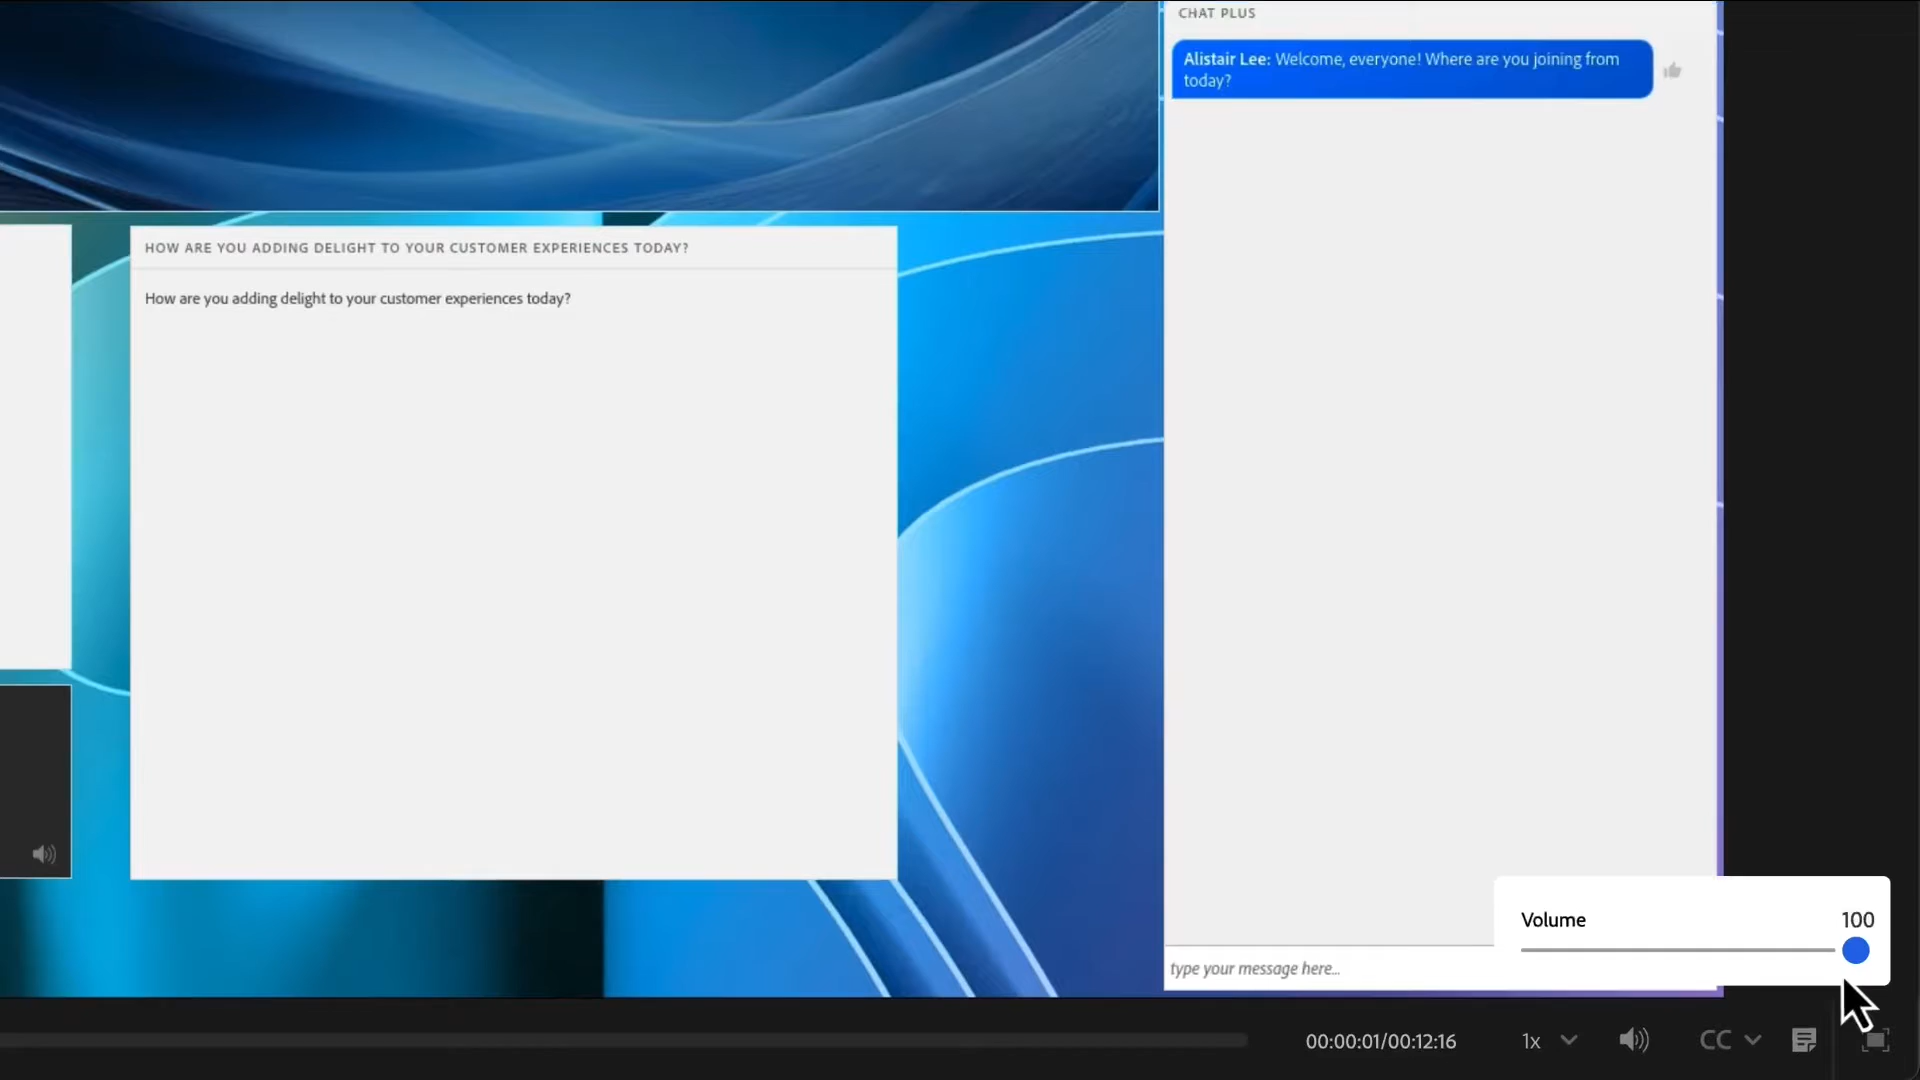 CHAT PLUS
Alistair Lee: Welcome, everyone! Where are you joining from
today?
HOW ARE YOU ADDING DELIGHT TO YOUR CUSTOMER EXPERIENCES TODAY?
How are you adding delight to your customer experiences today?
Volume 100
type your message here...
00:00:01/00:12:16 1x CC